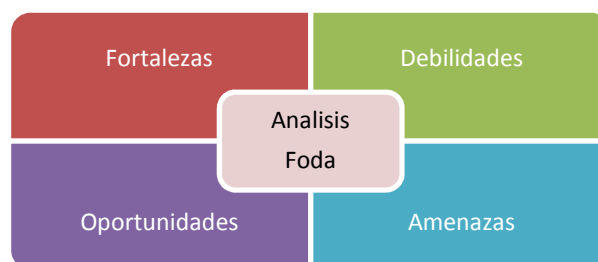 Fortalezas
Debilidades
Analisis
Foda
Oportunidades
Amenazas